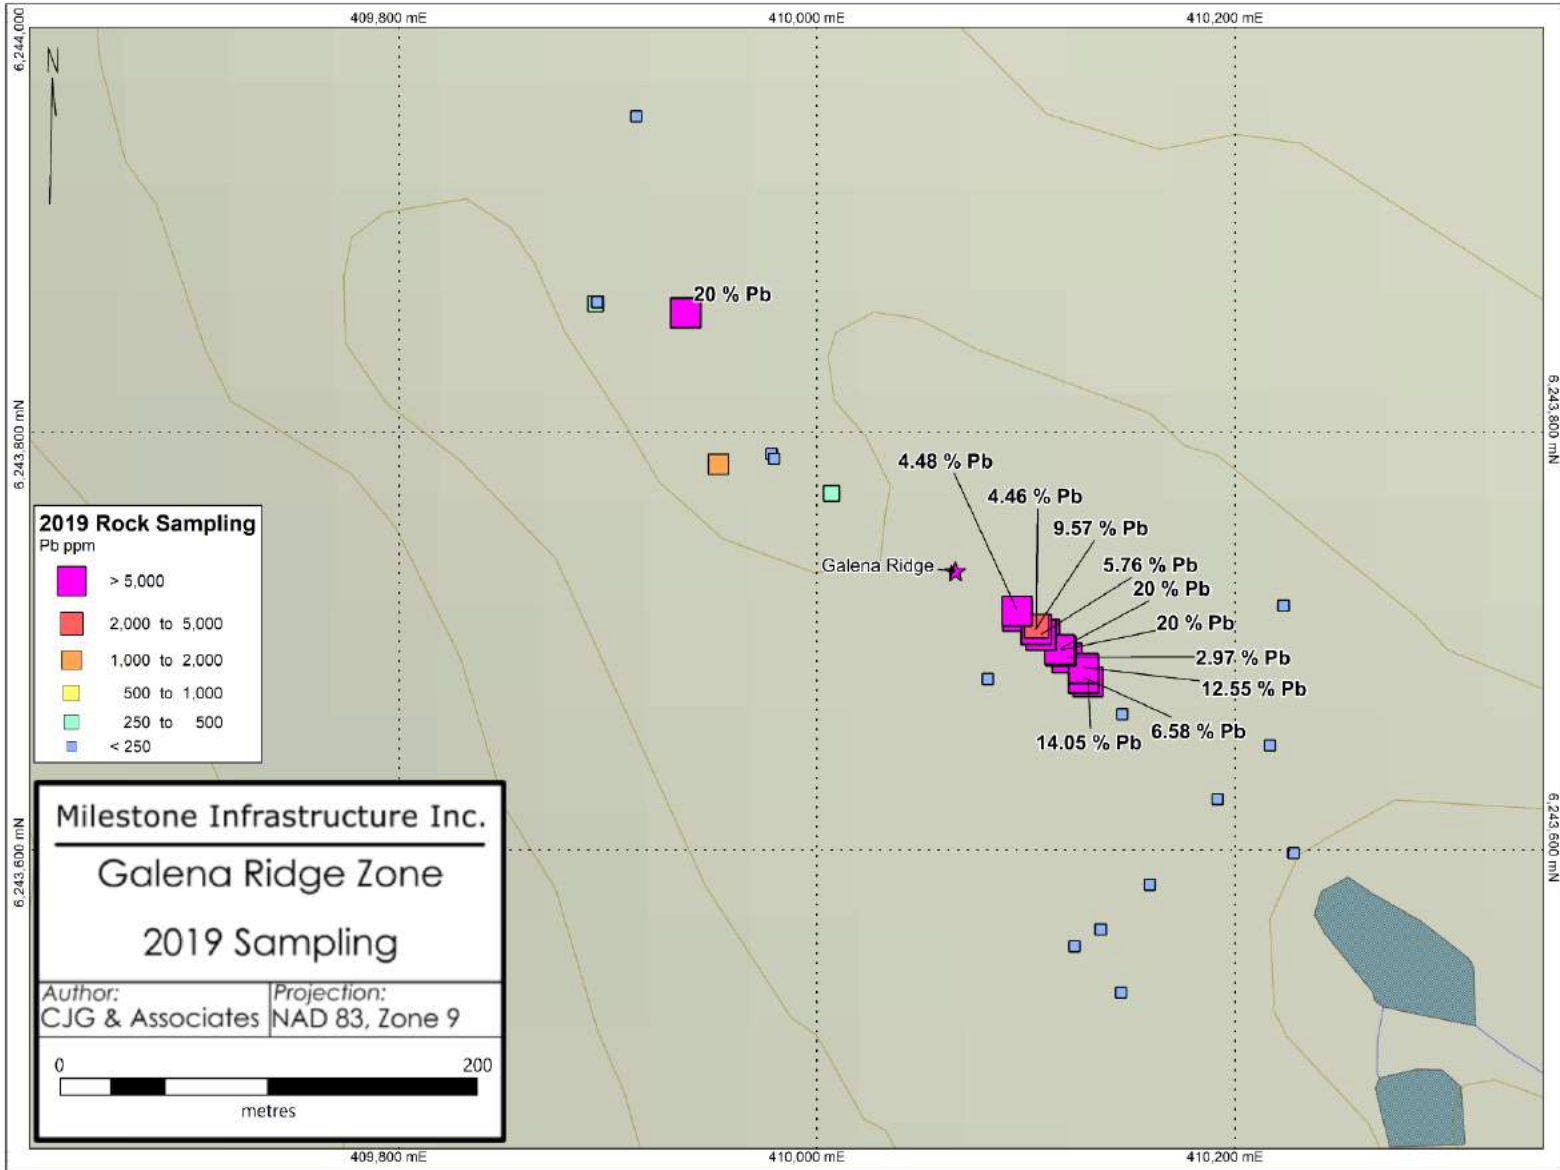 409,800 mE
410,000 mE
410,200 mE
6,244,000
N
20 % Pb
6,243,800 mN
6,243,800 mN
4.48 % Pb
4.46 % Pb
9.57 % Pb
Galena Ridge
5.76 % Pb
20 % Pb
20 % Pb
2.97 % Pb
12.55 % Pb
6.58 % Pb
14.05 % Pb
2019 Rock Sampling
Pb ppm
> 5,000
2,000 to 5,000
1,000 to 2,000
500 to 1,000
250 to 500
< 250
6,243,600 mN
6,243,600 mN
Milestone Infrastructure Inc.
Galena Ridge Zone
2019 Sampling
Author:
CJG & Associates
Projection:
NAD 83, Zone 9
0
200
metres
409,800 mE
410,000 mE
410,200 mE